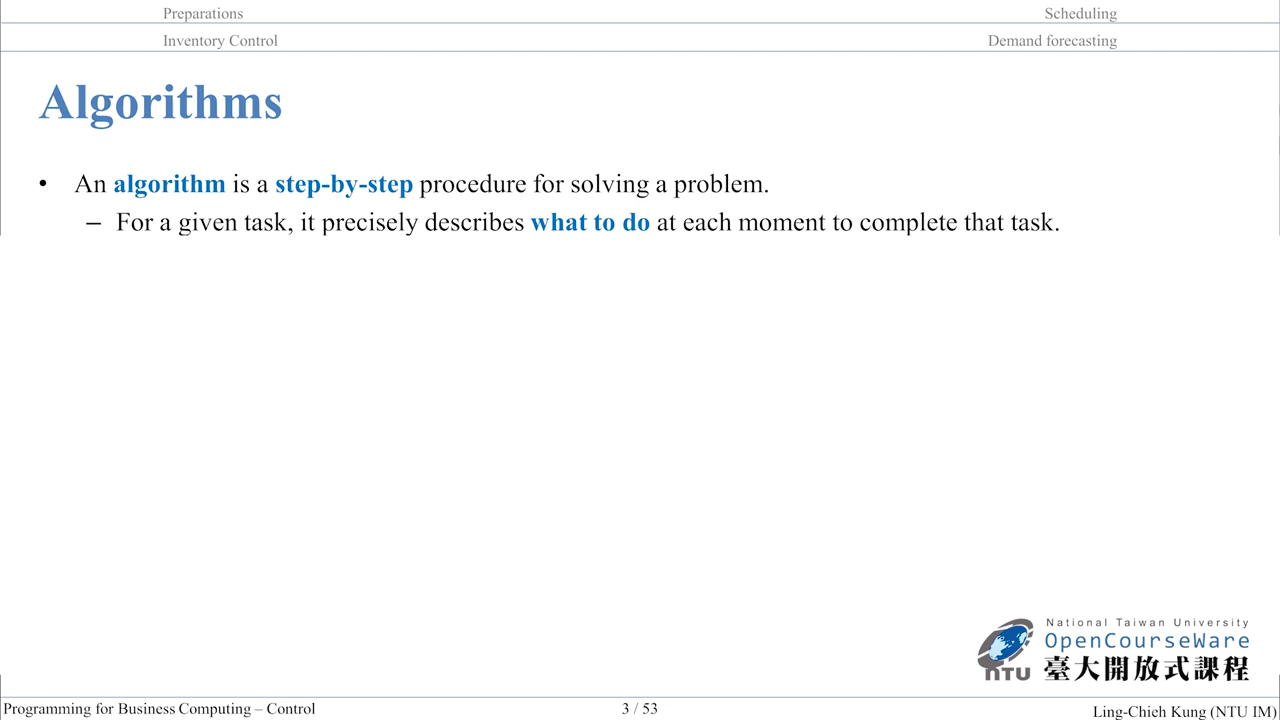 Preparations
Scheduling
Inventory Control
Demand forecasting
Algorithms
• An algorithm is a step-by-step procedure for solving a problem.
– For a given task, it precisely describes what to do at each moment to complete that task.
National Taiwan University
OpenCourseWare
臺大開放式課程
NTU
Programming for Business Computing – Control
3 / 53
Ling-Chieh Kung (NTU IM)